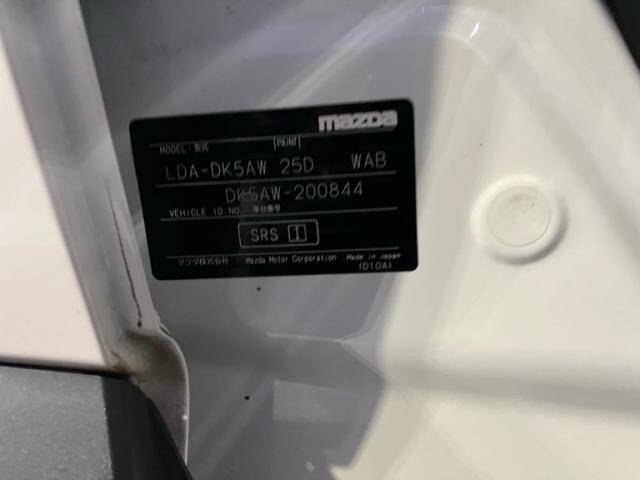 mazda
MODEL:型式 [PAINT]
LDA-DK5AW 25D WAB
DK5AW-200844
VEHICLE ID.NO. 車台番号
SRS
マツダ株式会社 Mazda Motor Corporation Made in Japan
(D10A)